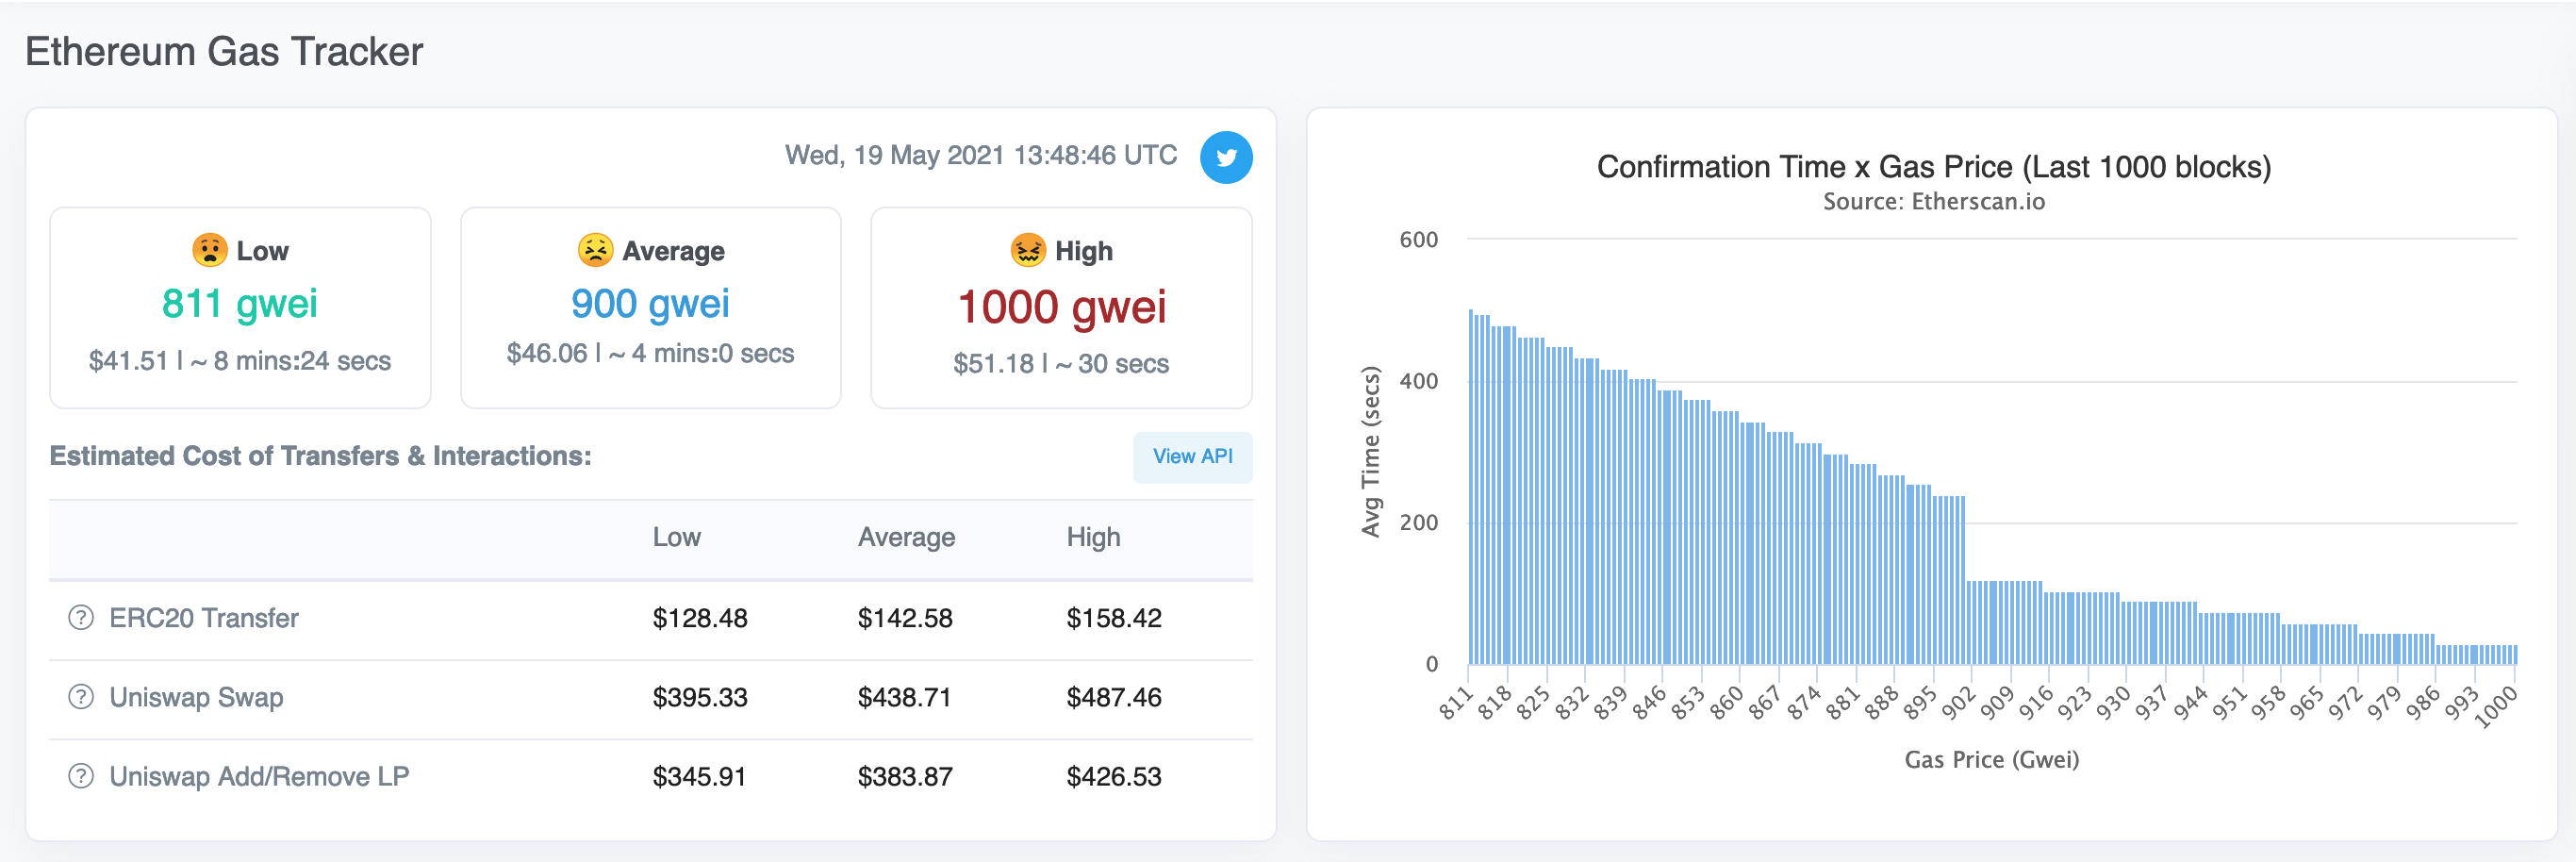 Ethereum Gas Tracker
Wed, 19 May 2021 13:48:46 UTC
Low
811 gwei
$41.51 | ~ 8 mins:24 secs
Average
900 gwei
$46.06 | ~ 4 mins:0 secs
High
1000 gwei
$51.18 | ~ 30 secs
Estimated Cost of Transfers & Interactions:
View API
Low Average High
? ERC20 Transfer $128.48 $142.58 $158.42
? Uniswap Swap $395.33 $438.71 $487.46
? Uniswap Add/Remove LP $345.91 $383.87 $426.53
Confirmation Time x Gas Price (Last 1000 blocks)
Source: Etherscan.io
Avg Time (secs)
600
400
200
0
811 818 825 832 839 846 853 860 867 874 881 888 895 902 909 916 923 930 937 944 951 958 965 972 979 986 993 1000
Gas Price (Gwei)